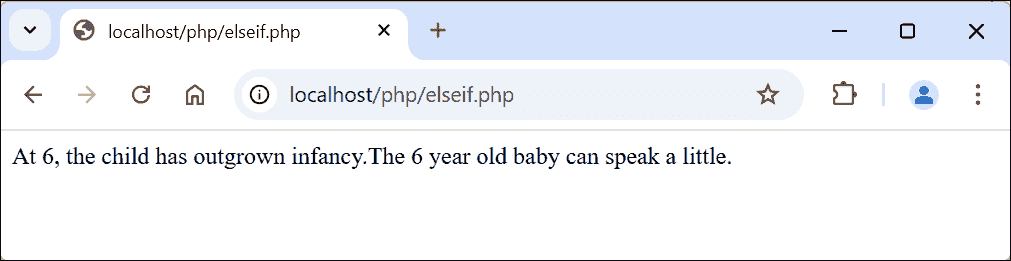 localhost/php/elseif.php
localhost/php/elseif.php
At 6, the child has outgrown infancy.The 6 year old baby can speak a little.